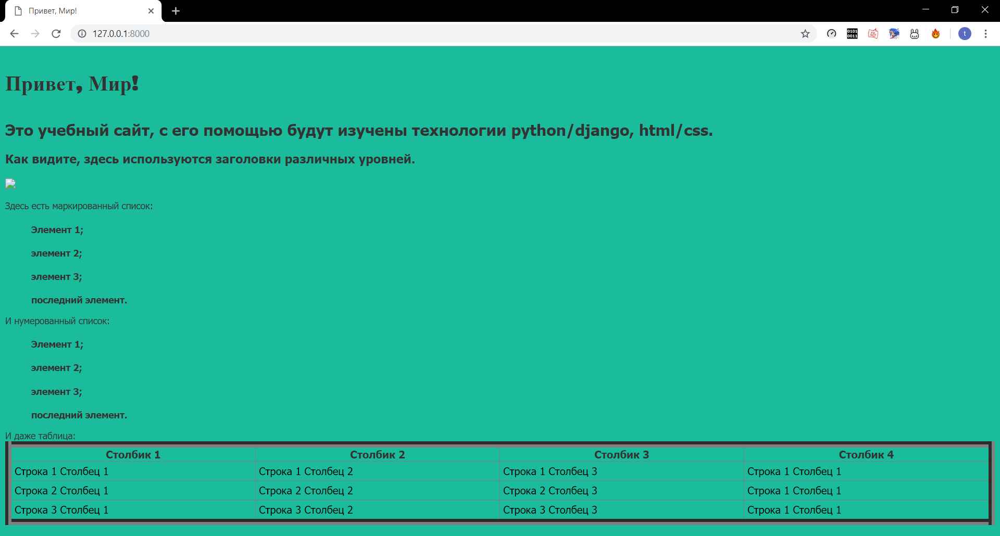 Привет, Мир!
127.0.0.1:8000
0101
0011
t
Привет, Мир!
Это учебный сайт, с его помощью будут изучены технологии python/django, html/css.
Как видите, здесь используются заголовки различных уровней.
Здесь есть маркированный список:
Элемент 1;
элемент 2;
элемент 3;
последний элемент.
И нумерованный список:
Элемент 1;
элемент 2;
элемент 3;
последний элемент.
И даже таблица:
Столбик 1 Столбик 2 Столбик 3 Столбик 4
Строка 1 Столбец 1 Строка 1 Столбец 2 Строка 1 Столбец 3 Строка 1 Столбец 1
Строка 2 Столбец 1 Строка 2 Столбец 2 Строка 2 Столбец 3 Строка 1 Столбец 1
Строка 3 Столбец 1 Строка 3 Столбец 2 Строка 3 Столбец 3 Строка 1 Столбец 1